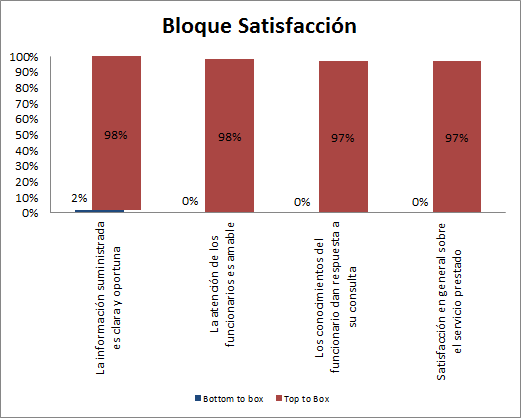 Bloque Satisfacción
100%
90%
80%
70%
60%
50%
40%
30%
20%
10%
0%
2%
98%
0%
98%
0%
97%
0%
97%
La información suministrada
es clara y oportuna
La atención de los
funcionarios es amable
Los conocimientos del
funcionario dan respuesta a
su consulta
Satisfacción en general sobre
el servicio prestado
Bottom to box
Top to Box